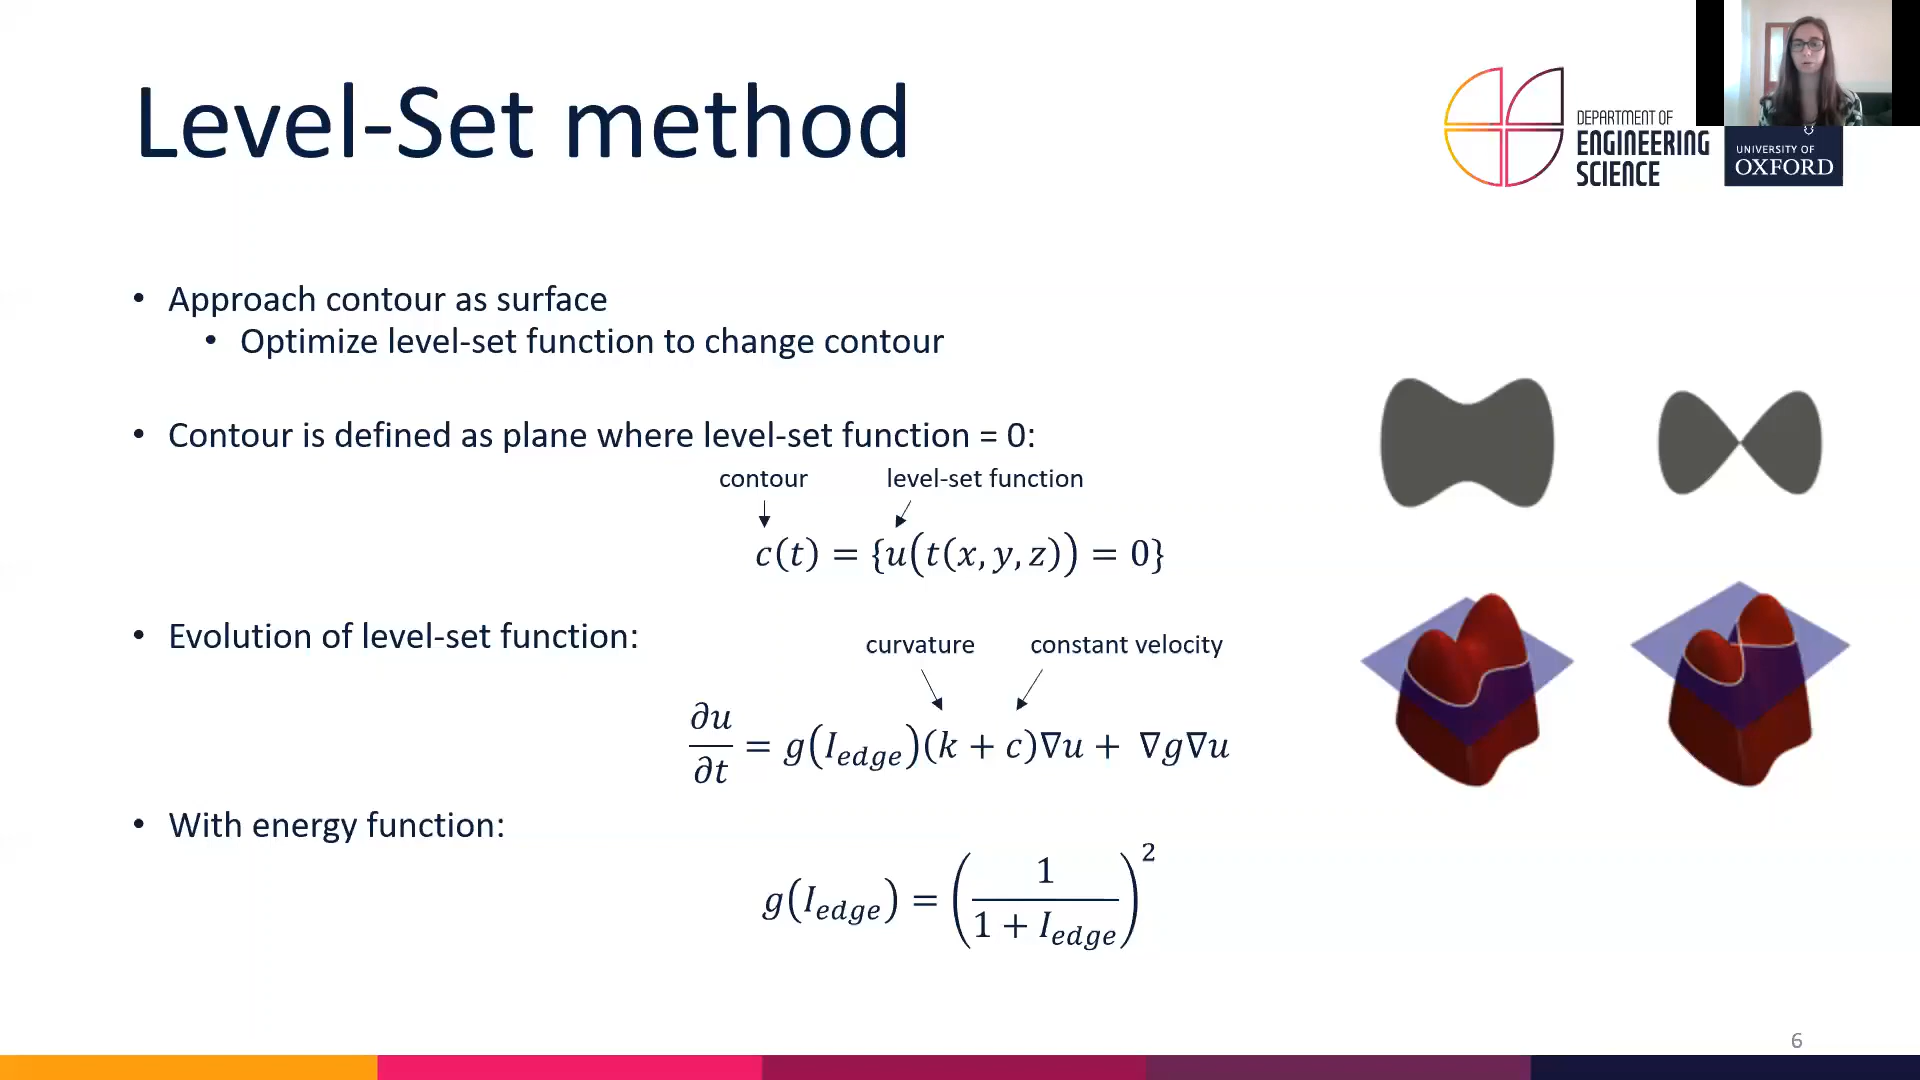 Level-Set method
DEPARTMENT OF
ENGINEERING
SCIENCE
UNIVERSITY OF
OXFORD
• Approach contour as surface
• Optimize level-set function to change contour
• Contour is defined as plane where level-set function = 0:
contour level-set function
c(t) = {u(t(x, y, z)) = 0}
• Evolution of level-set function:
curvature constant velocity
∂u/∂t = g(I_edge)(k + c)∇u + ∇g∇u
• With energy function:
g(I_edge) = (1/(1 + I_edge))²
6